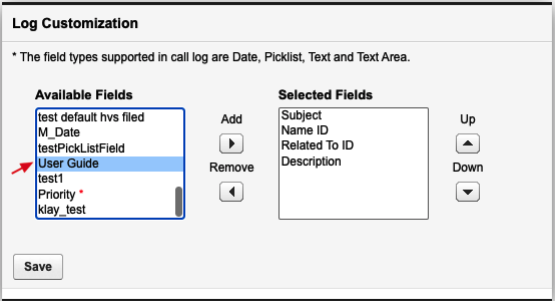 Log Customization
* The field types supported in call log are Date, Picklist, Text and Text Area.
Available Fields
test default hvs filed
M_Date
testPickListField
User Guide
test1
Priority *
klay_test
Add
Remove
Selected Fields
Subject
Name ID
Related To ID
Description
Up
Down
Save